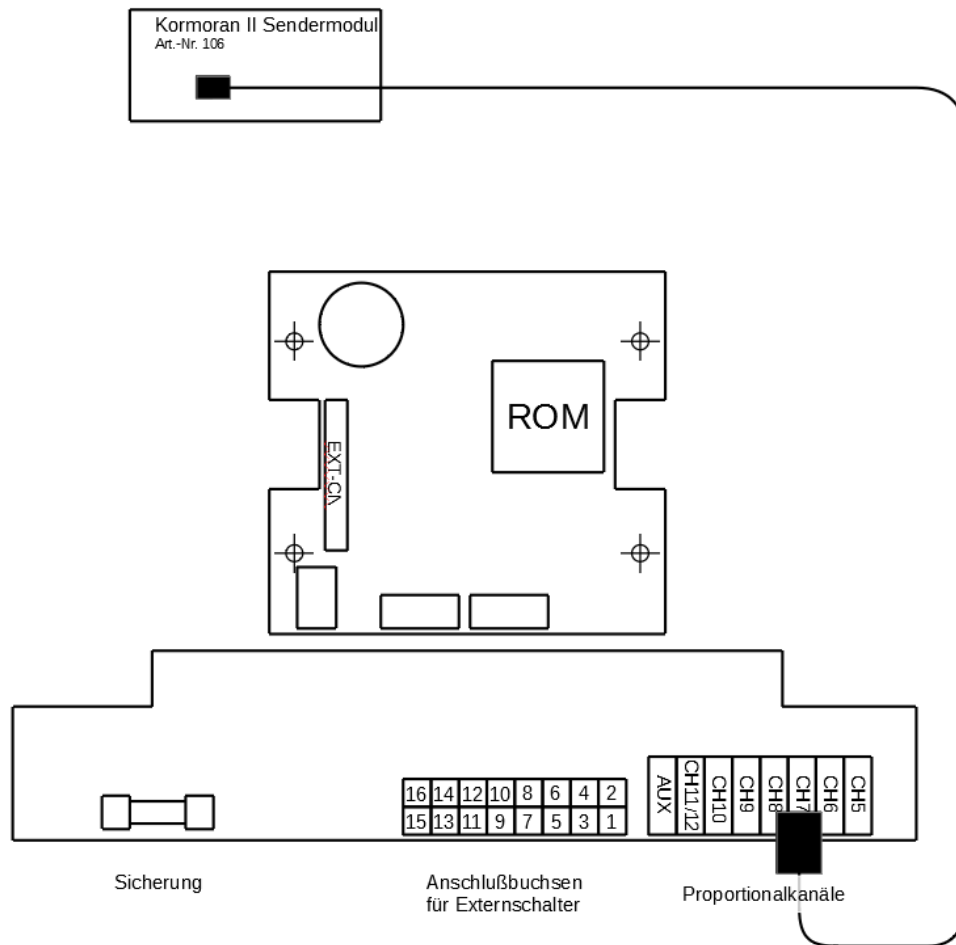 Kormoran II Sendermodul
Art.-Nr. 106
ROM
EXT-CN
16 14 12 10 8 6 4 2
15 13 11 9 7 5 3 1
AUX
CH11/12
CH10
CH9
CH8
CH7
CH6
CH5
Sicherung
Anschlußbuchsen
für Externschalter
Proportionalkanäle